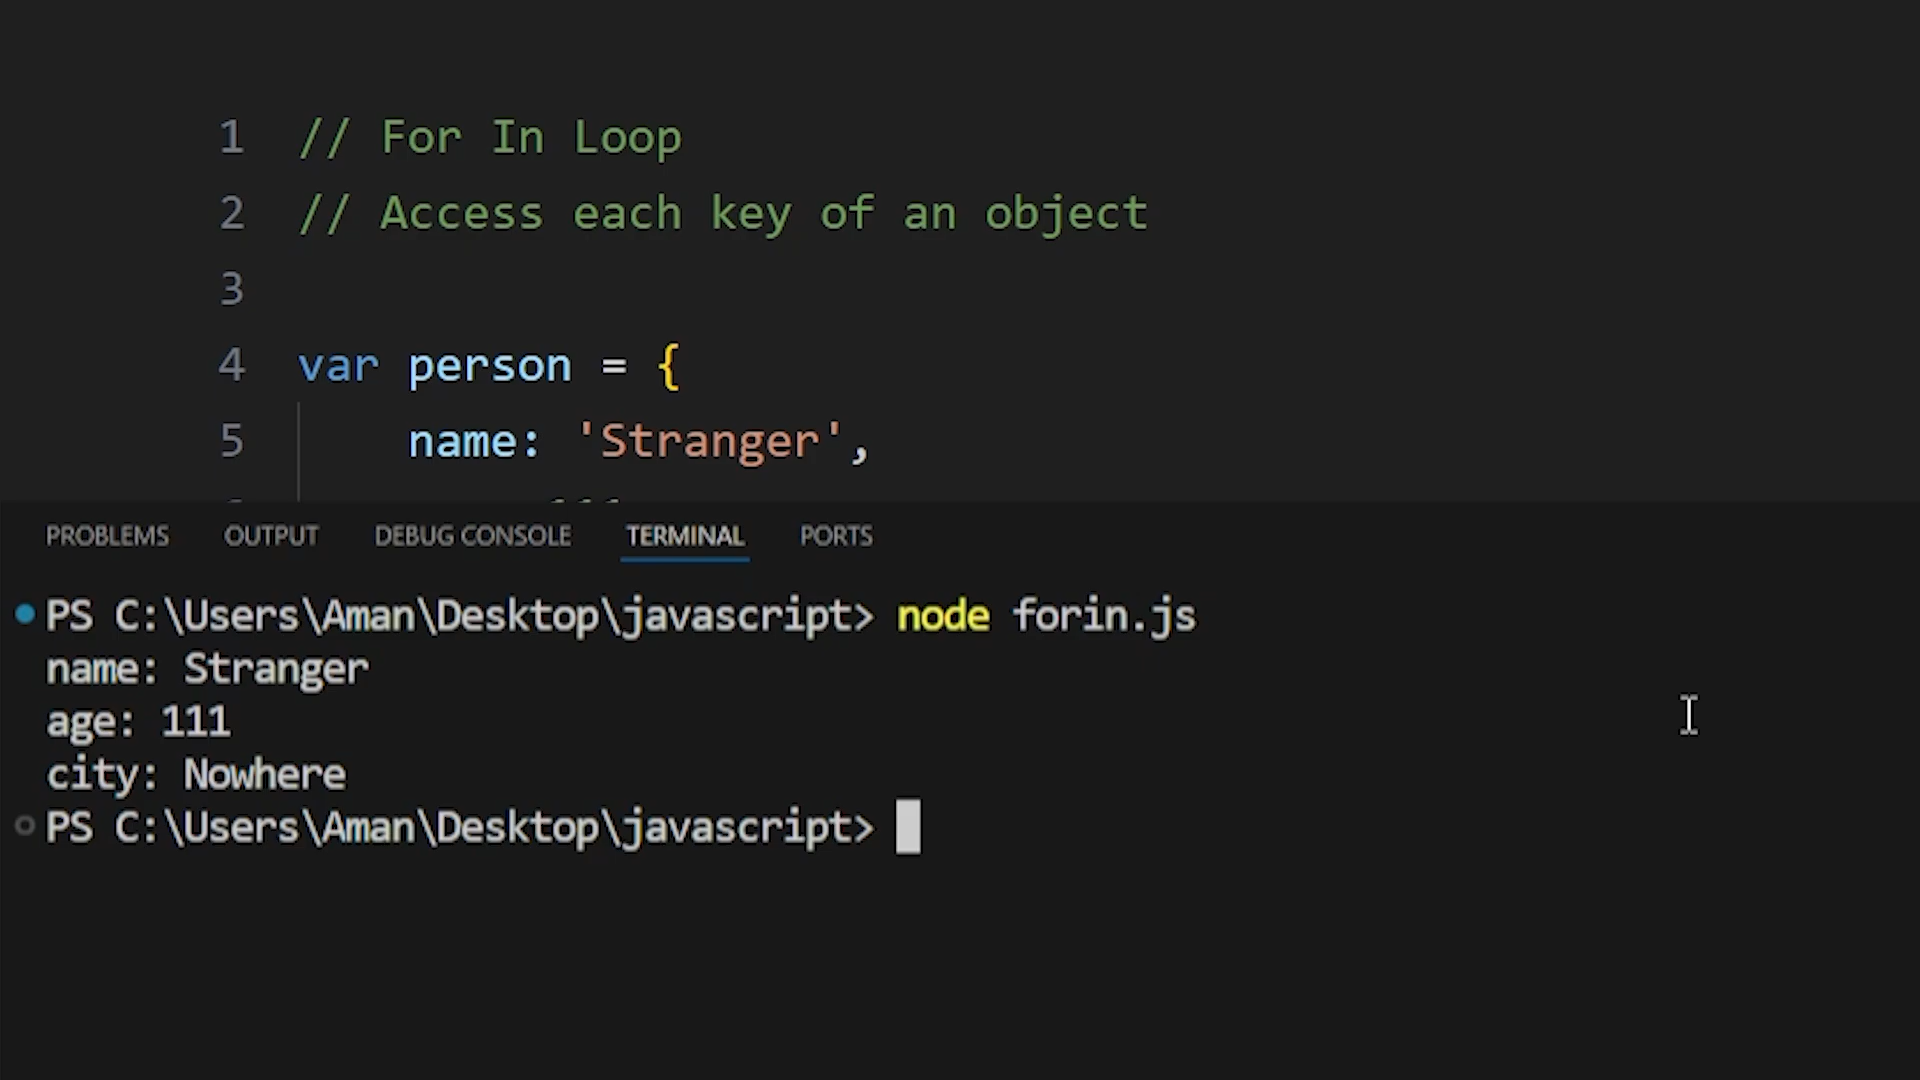 1 // For In Loop
2 // Access each key of an object
3
4 var person = {
5 name: 'Stranger',
PROBLEMS OUTPUT DEBUG CONSOLE TERMINAL PORTS
PS C:\Users\Aman\Desktop\javascript> node forin.js
name: Stranger
age: 111
city: Nowhere
PS C:\Users\Aman\Desktop\javascript>